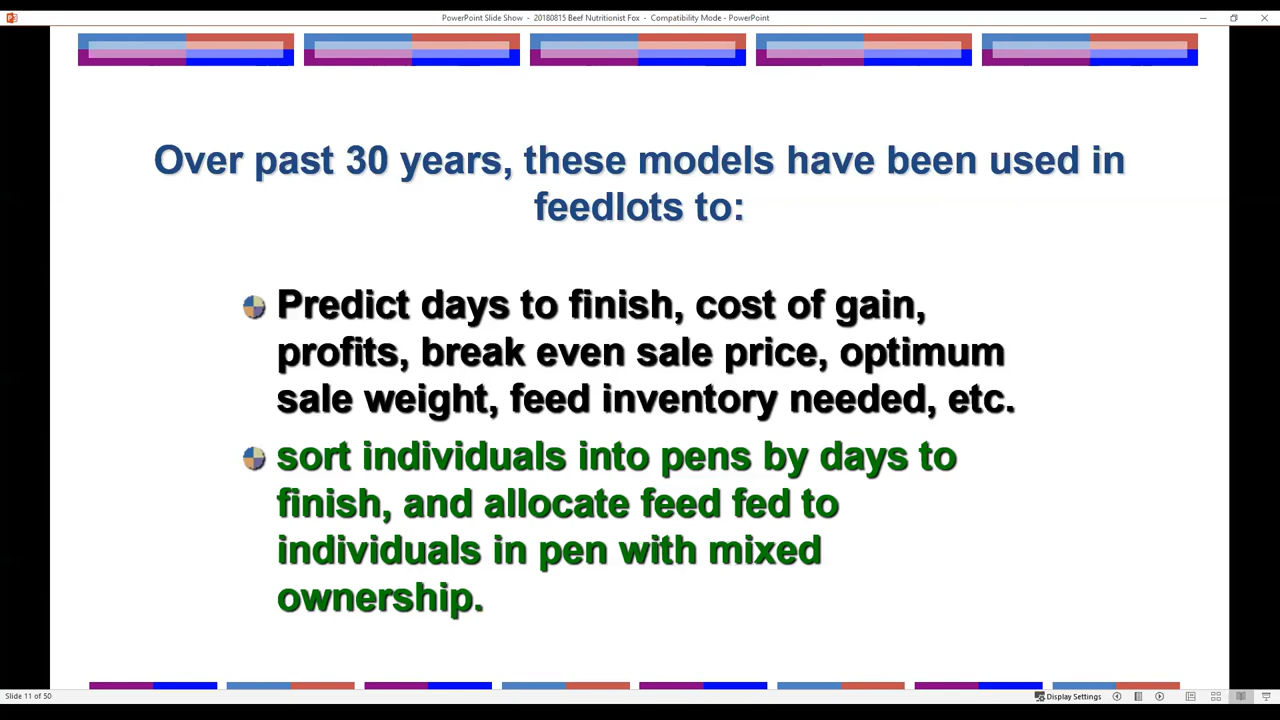 PowerPoint Slide Show - 20180815 Beef Nutritionist Fox - Compatibility Mode - PowerPoint
Over past 30 years, these models have been used in
feedlots to:
Predict days to finish, cost of gain,
profits, break even sale price, optimum
sale weight, feed inventory needed, etc.
sort individuals into pens by days to
finish, and allocate feed fed to
individuals in pen with mixed
ownership.
Slide 11 of 50
Display Settings